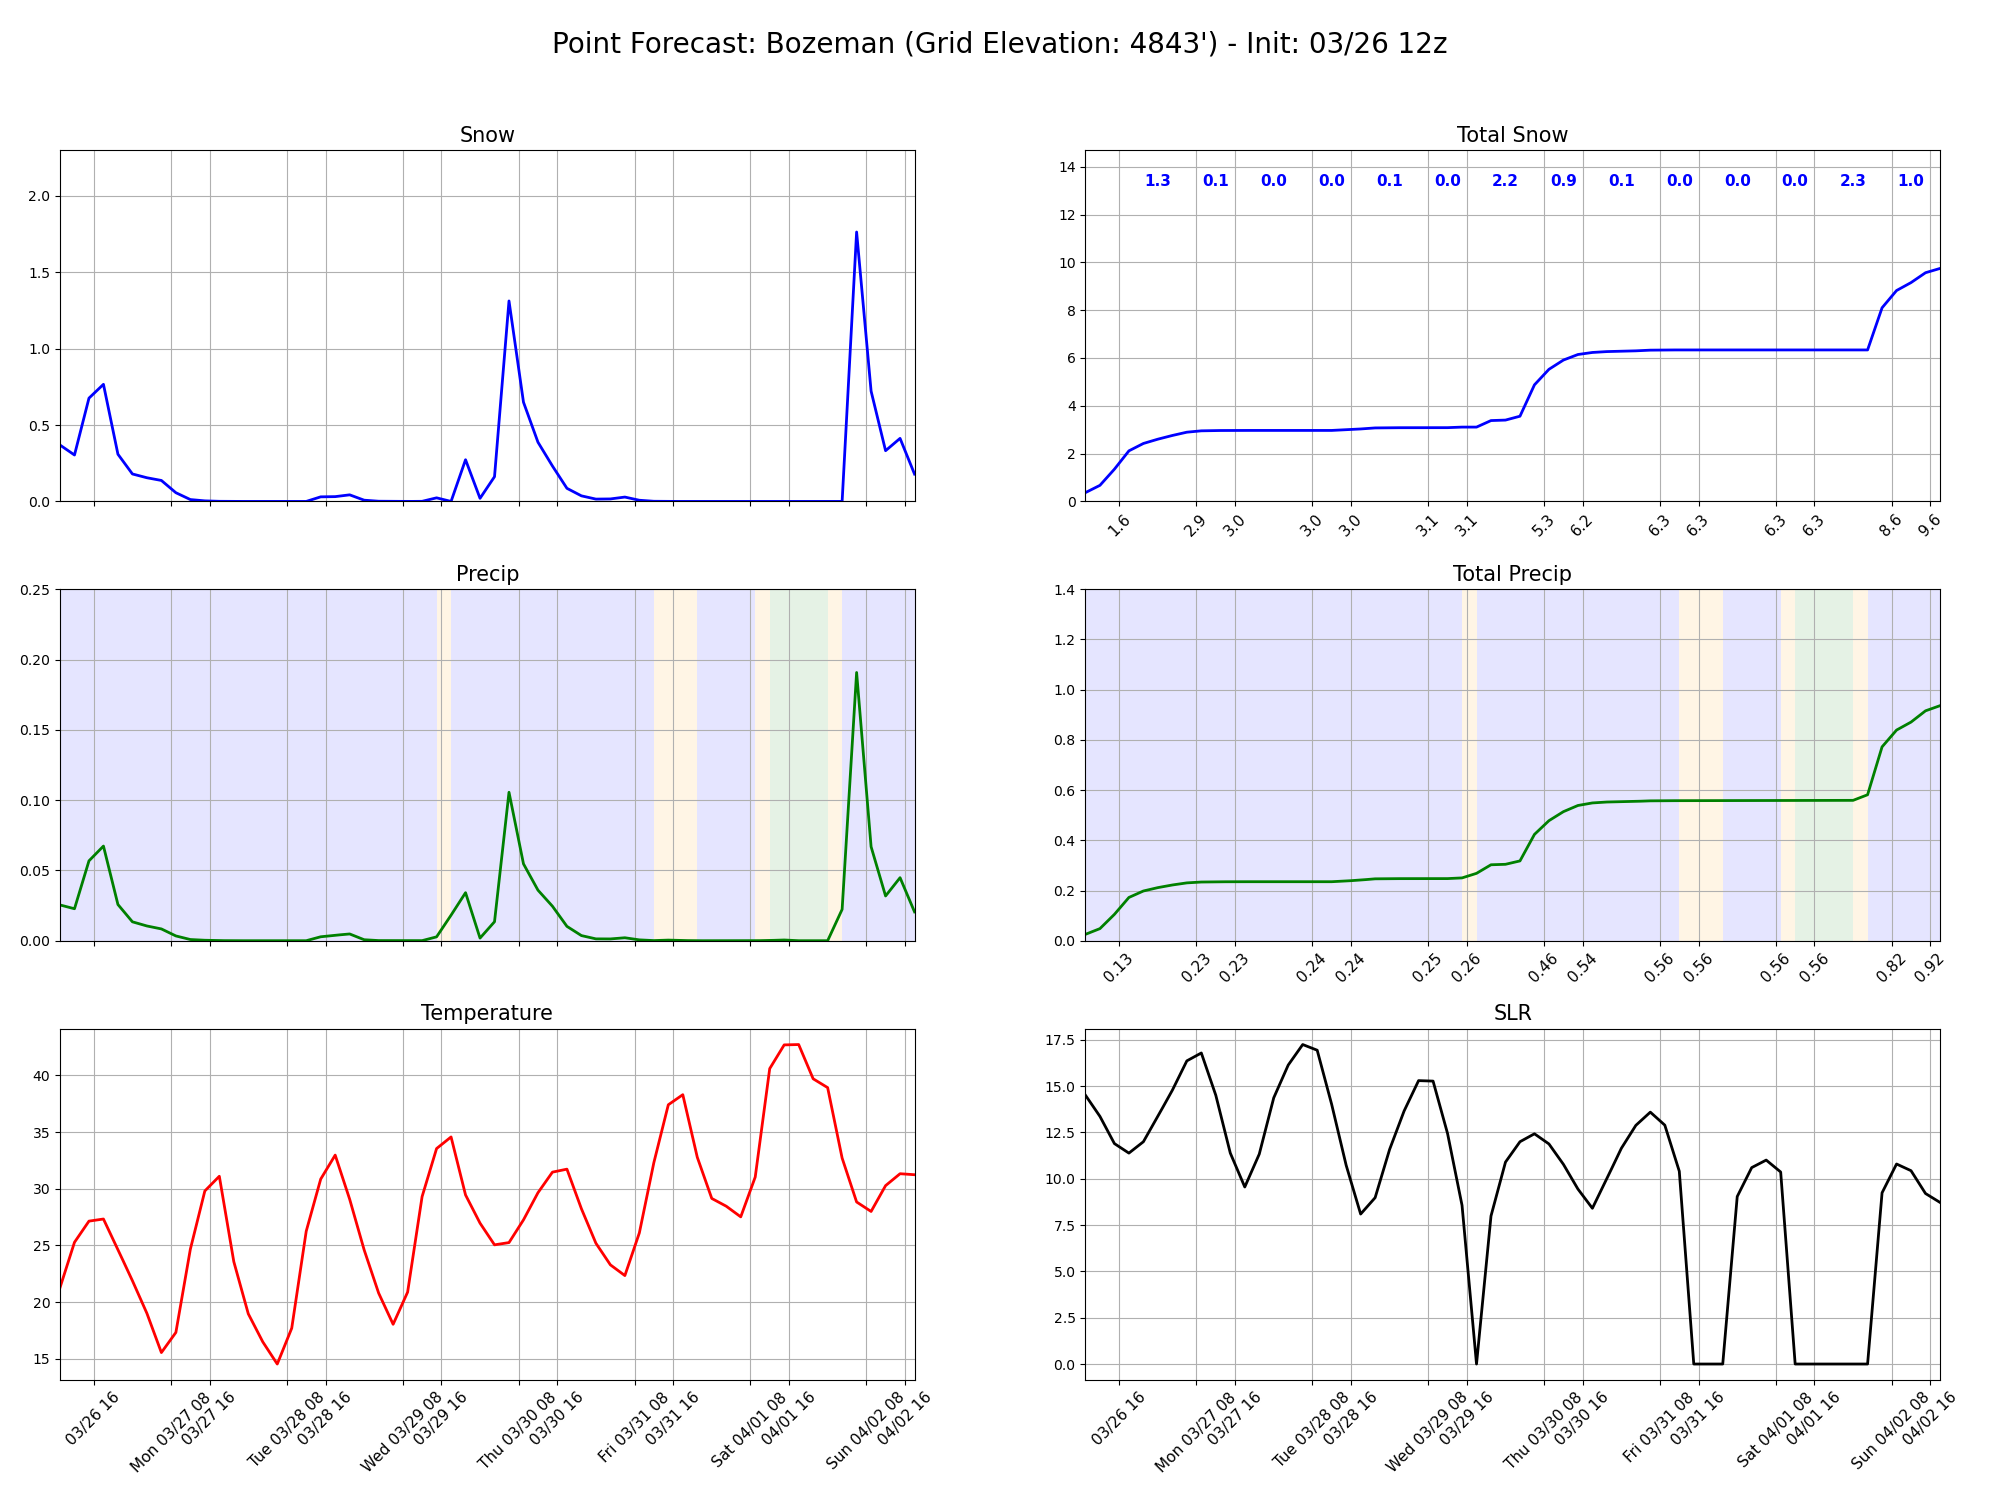 Point Forecast: Bozeman (Grid Elevation: 4843') - Init: 03/26 12z
Snow
2.0
1.5
1.0
0.5
0.0
Total Snow
14
12
10
8
6
4
2
0
1.3 0.1 0.0 0.0 0.1 0.0 2.2 0.9 0.1 0.0 0.0 0.0 2.3 1.0
1.6 2.9 3.0 3.0 3.0 3.1 3.1 5.3 6.2 6.3 6.3 6.3 6.3 8.6 9.6
Precip
0.25
0.20
0.15
0.10
0.05
0.00
Total Precip
1.4
1.2
1.0
0.8
0.6
0.4
0.2
0.0
0.13 0.23 0.23 0.24 0.24 0.25 0.26 0.46 0.54 0.56 0.56 0.56 0.56 0.82 0.92
Temperature
40
35
30
25
20
15
03/26 16
Mon 03/27 08
03/27 16
Tue 03/28 08
03/28 16
Wed 03/29 08
03/29 16
Thu 03/30 08
03/30 16
Fri 03/31 08
03/31 16
Sat 04/01 08
04/01 16
Sun 04/02 08
04/02 16
SLR
17.5
15.0
12.5
10.0
7.5
5.0
2.5
0.0
03/26 16
Mon 03/27 08
03/27 16
Tue 03/28 08
03/28 16
Wed 03/29 08
03/29 16
Thu 03/30 08
03/30 16
Fri 03/31 08
03/31 16
Sat 04/01 08
04/01 16
Sun 04/02 08
04/02 16